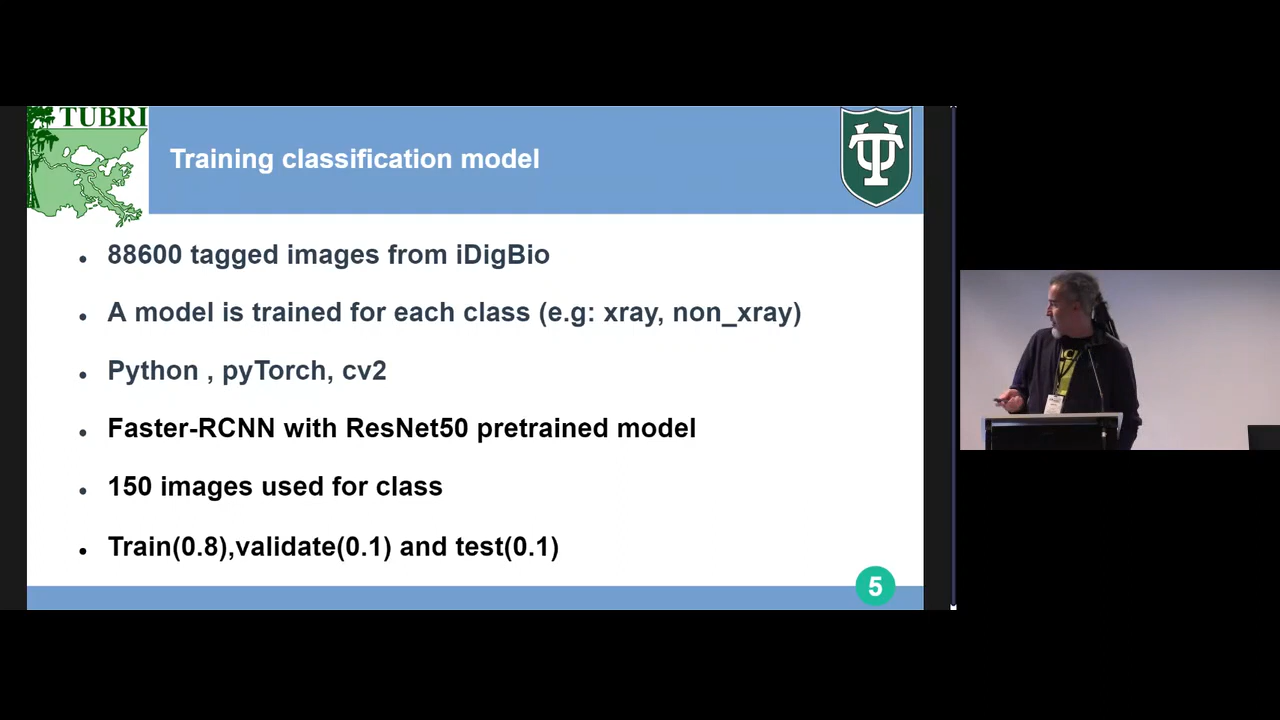 TUBRI
Training classification model
88600 tagged images from iDigBio
A model is trained for each class (e.g: xray, non_xray)
Python , pyTorch, cv2
Faster-RCNN with ResNet50 pretrained model
150 images used for class
Train(0.8),validate(0.1) and test(0.1)
5